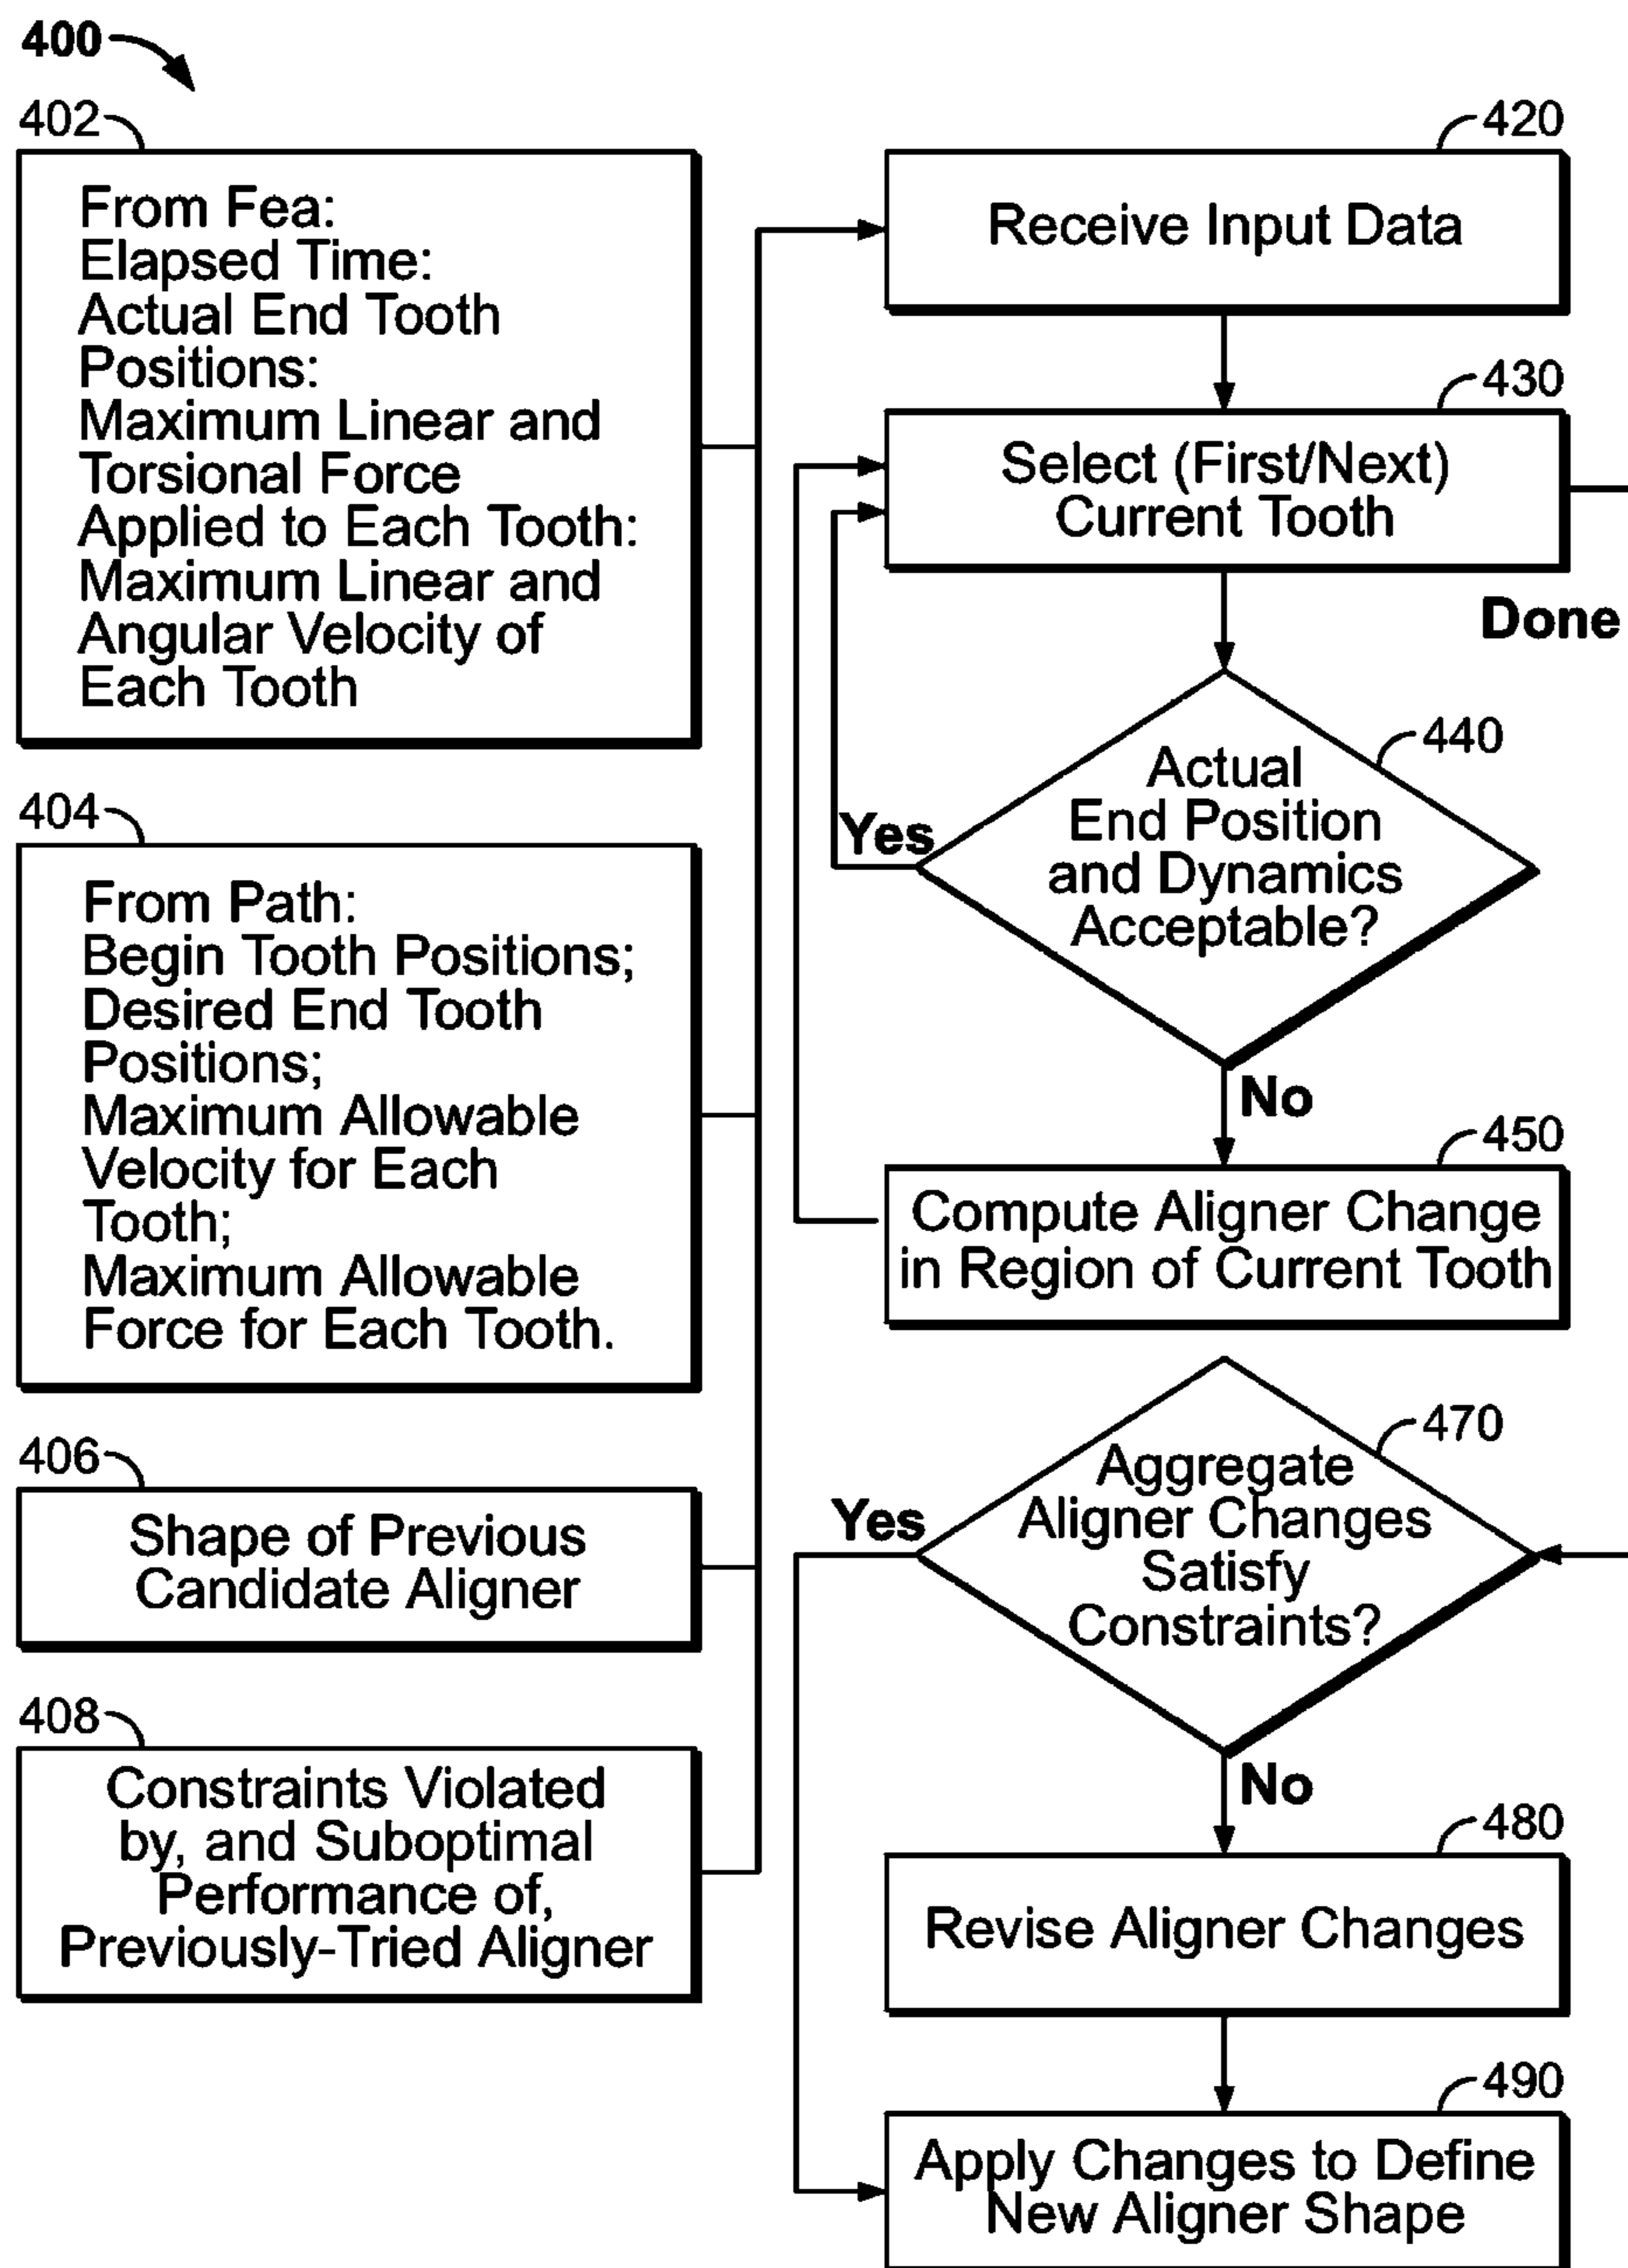 400
402
From Fea:
Elapsed Time:
Actual End Tooth
Positions:
Maximum Linear and
Torsional Force
Applied to Each Tooth:
Maximum Linear and
Angular Velocity of
Each Tooth
404
From Path:
Begin Tooth Positions;
Desired End Tooth
Positions;
Maximum Allowable
Velocity for Each
Tooth;
Maximum Allowable
Force for Each Tooth.
406
Shape of Previous
Candidate Aligner
408
Constraints Violated
by, and Suboptimal
Performance of,
Previously-Tried Aligner
420
Receive Input Data
430
Select (First/Next)
Current Tooth
Done
440
Actual
End Position
and Dynamics
Acceptable?
Yes
No
450
Compute Aligner Change
in Region of Current Tooth
470
Aggregate
Aligner Changes
Satisfy
Constraints?
Yes
No
480
Revise Aligner Changes
490
Apply Changes to Define
New Aligner Shape